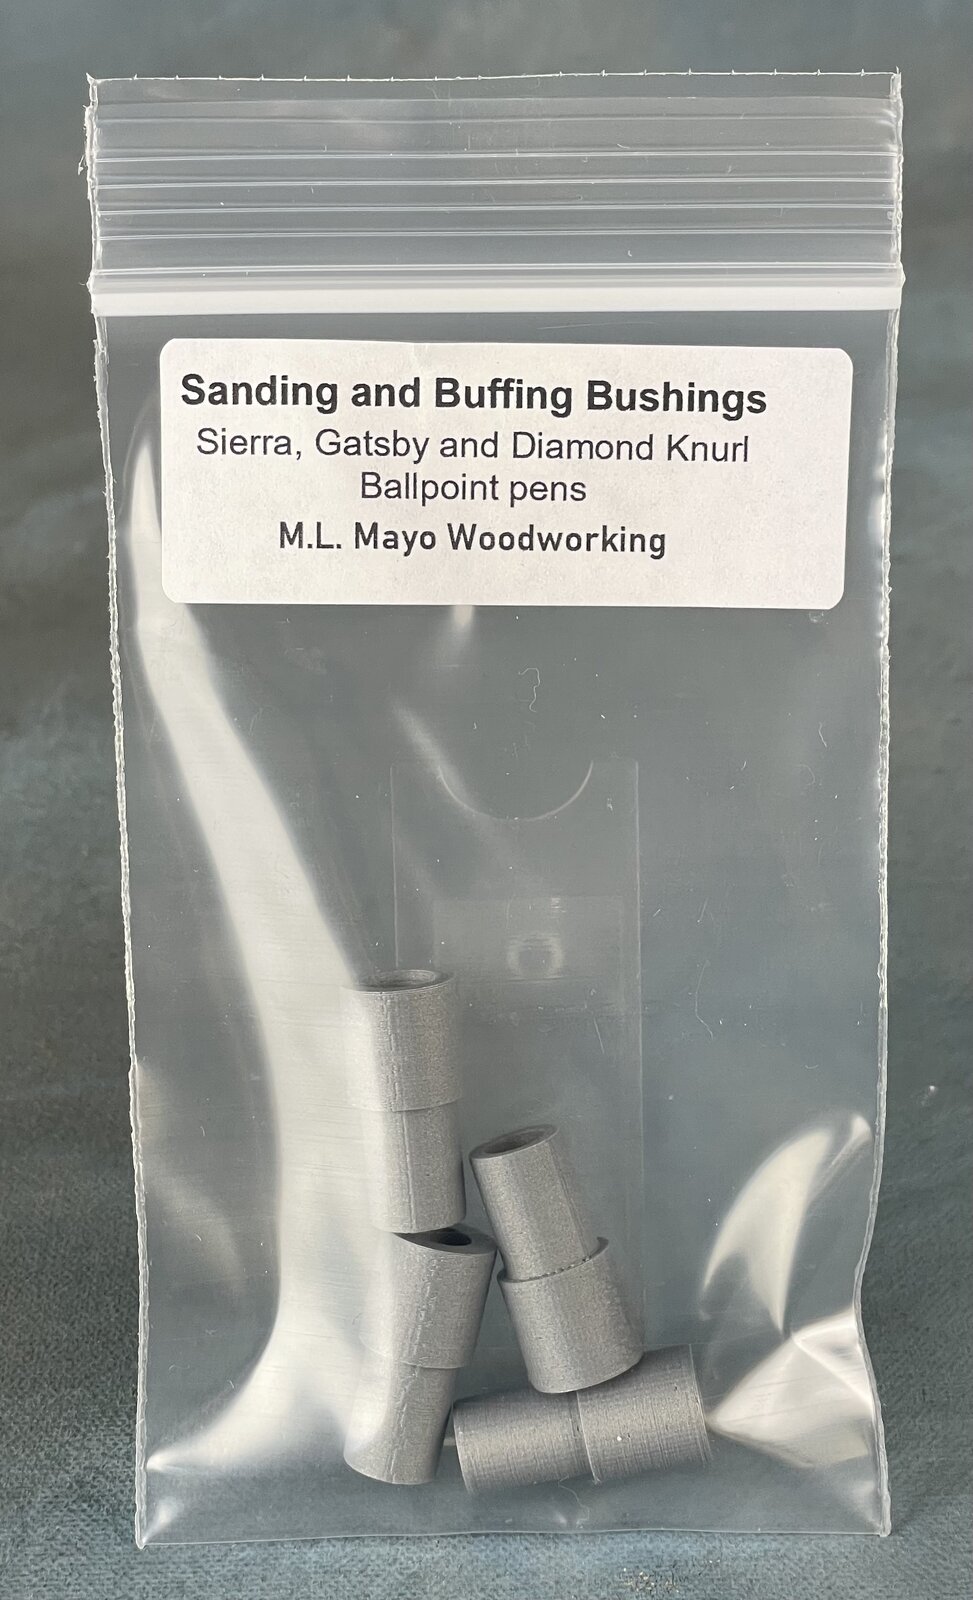 Sanding and Buffing Bushings
Sierra, Gatsby and Diamond Knurl
Ballpoint pens
M.L. Mayo Woodworking